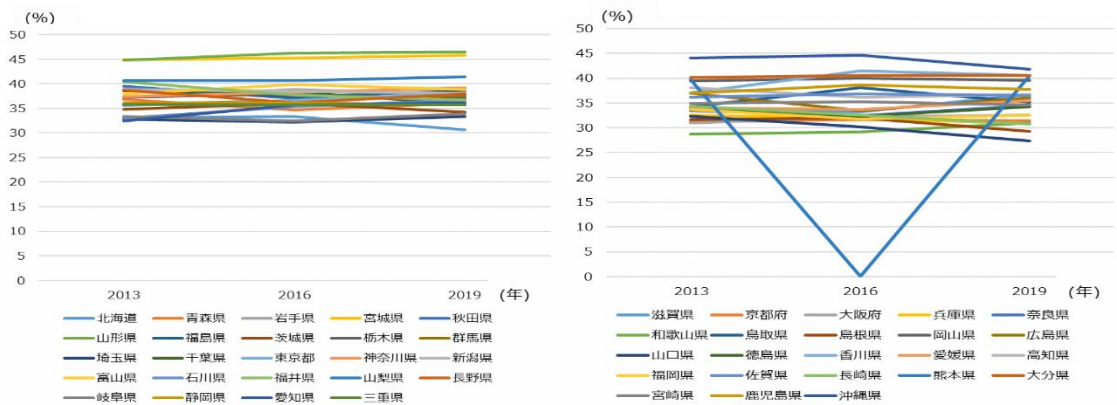 (%)
50
45
40
35
30
25
20
15
10
5
0
2013 2016 2019 (年)
北海道 青森県 岩手県 宮城県 秋田県
山形県 福島県 茨城県 栃木県 群馬県
埼玉県 千葉県 東京都 神奈川県 新潟県
富山県 石川県 福井県 山梨県 長野県
岐阜県 静岡県 愛知県 三重県
(%)
50
45
40
35
30
25
20
15
10
5
0
2013 2016 2019 (年)
滋賀県 京都府 大阪府 兵庫県 奈良県
和歌山県 鳥取県 島根県 岡山県 広島県
山口県 徳島県 香川県 愛媛県 高知県
福岡県 佐賀県 長崎県 熊本県 大分県
宮崎県 鹿児島県 沖縄県